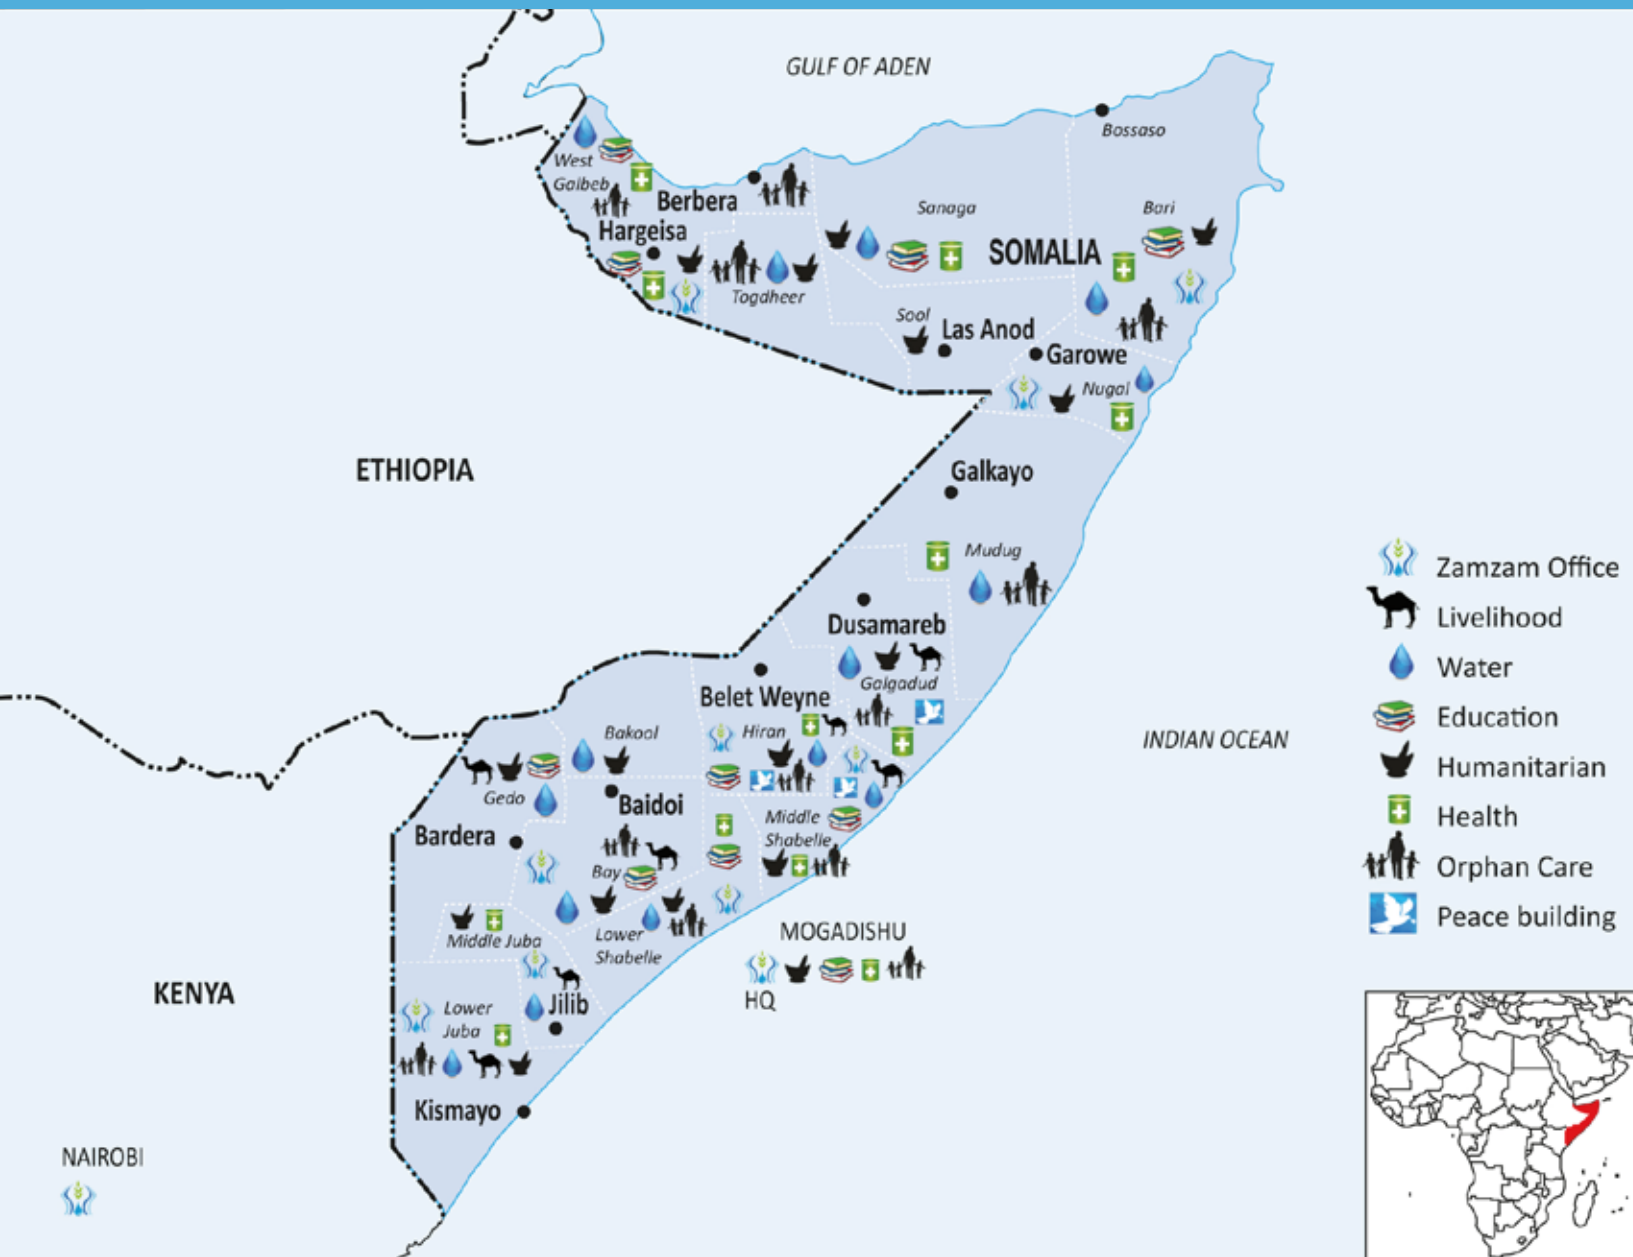 GULF OF ADEN
Bossaso
West
Galbeb
Berbera
Hargeisa
Sanaga
Bari
SOMALIA
Togdheer
Sool
Las Anod
Garowe
Nugal
ETHIOPIA
Galkayo
Mudug
Dusamareb
Galgadud
Belet Weyne
Hiran
Bakool
INDIAN OCEAN
Gedo
Baidoi
Bardera
Middle
Shabelle
Bay
Middle Juba
Lower
Shabelle
MOGADISHU
HQ
KENYA
Jilib
Lower
Juba
Kismayo
NAIROBI
Zamzam Office
Livelihood
Water
Education
Humanitarian
Health
Orphan Care
Peace building